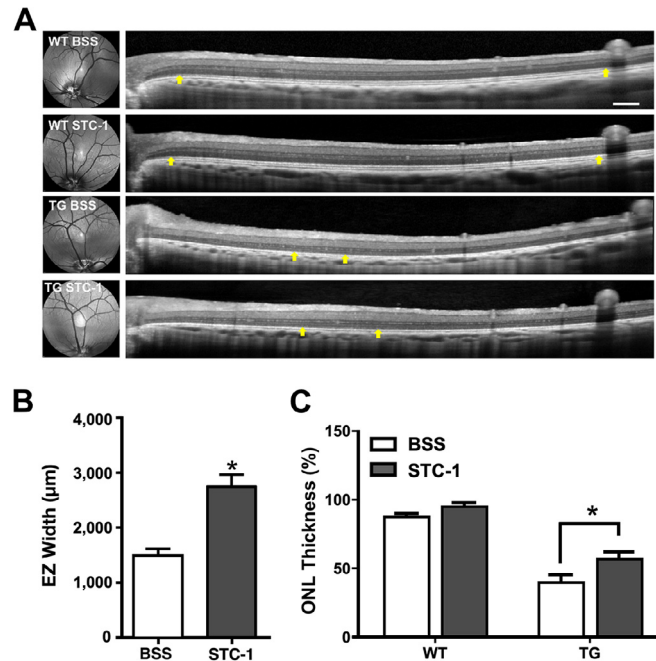 A
WT BSS
WT STC-1
TG BSS
TG STC-1
B
4,000
3,000
2,000
1,000
0
EZ Width (µm)
*
BSS
STC-1
C
150
100
50
0
ONL Thickness (%)
BSS
STC-1
*
WT
TG